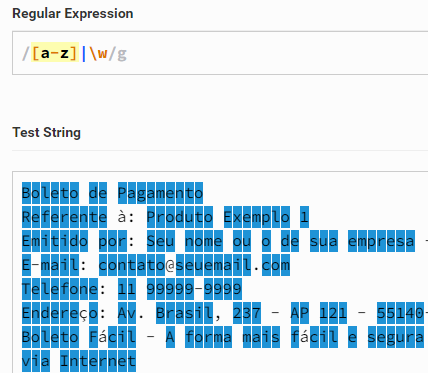 Regular Expression
/[a-z]|\w/g
Test String
Boleto de Pagamento
Referente à: Produto Exemplo 1
Emitido por: Seu nome ou o de sua empresa -
E-mail: contato@seuemail.com
Telefone: 11 99999-9999
Endereço: Av. Brasil, 237 - AP 121 - 55140-
Boleto Fácil - A forma mais fácil e segura
via Internet